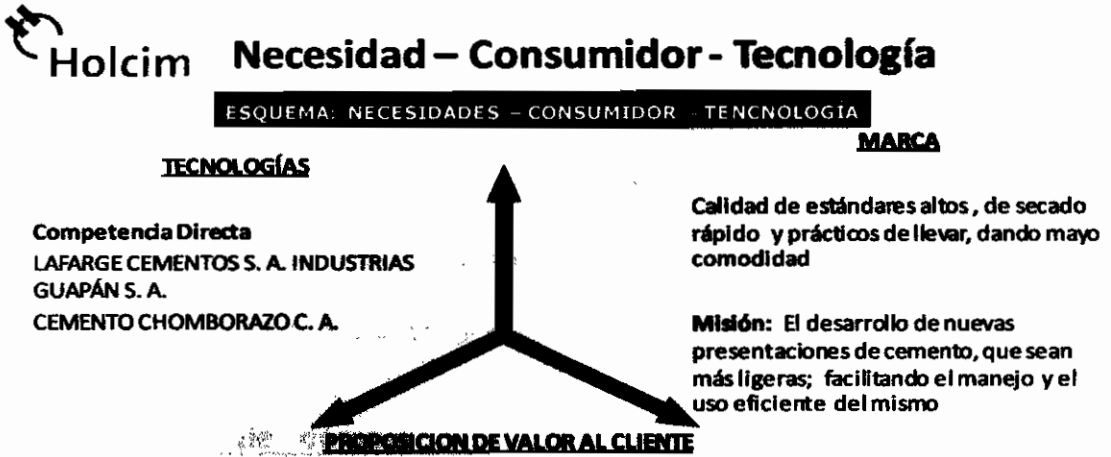 Holcim
Necesidad – Consumidor - Tecnología
ESQUEMA: NECESIDADES – CONSUMIDOR - TENCNOLOGÍA
TECNOLOGÍAS
Competencia Directa
LAFARGE CEMENTOS S. A. INDUSTRIAS
GUAPÁN S. A.
CEMENTO CHOMBORAZO C. A.
MARCA
Calidad de estándares altos, de secado
rápido y prácticos de llevar, dando mayo
comodidad
Misión: El desarrollo de nuevas
presentaciones de cemento, que sean
más ligeras; facilitando el manejo y el
uso eficiente del mismo
PROPOSICION DE VALOR AL CLIENTE